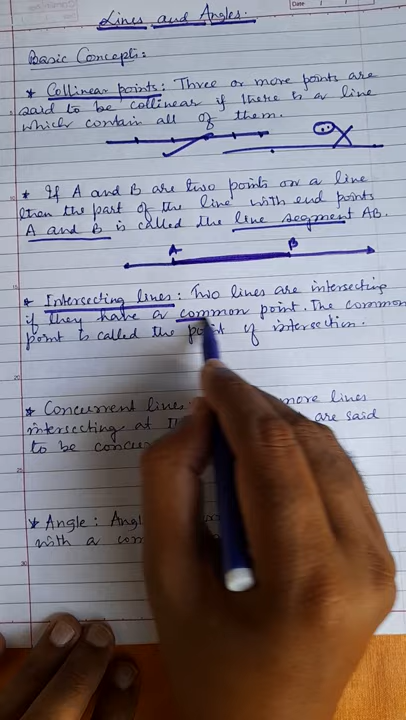 Date
Lines and Angles.
Basic Concept:
* Collinear points: Three or more points are
said to be collinear if there is a line
which contain all of them.
* If A and B are two points on a line
then the part of the line with end points
A and B is called the line segment AB.
A B
* Intersecting lines: Two lines are intersecting
if they have a common point. The common
point is called the point of intersection.
* Concurrent line more lines
intersecting at are said
to be
* Angle:
with a